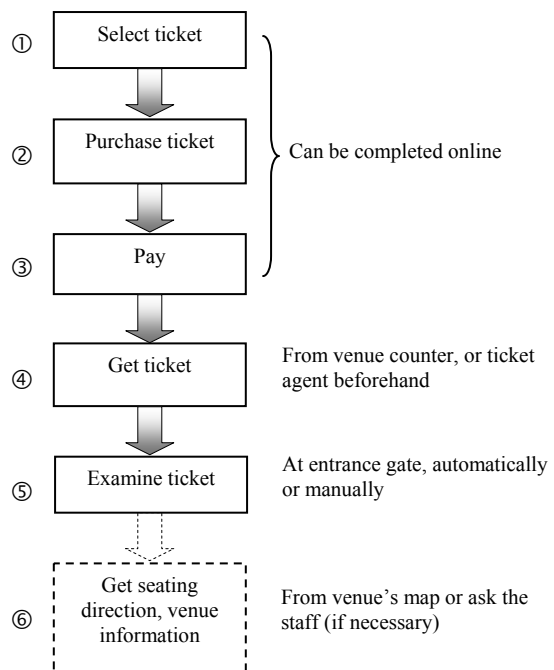 ① Select ticket
② Purchase ticket
Can be completed online
③ Pay
④ Get ticket
From venue counter, or ticket
agent beforehand
⑤ Examine ticket
At entrance gate, automatically
or manually
⑥ Get seating
direction, venue
information
From venue’s map or ask the
staff (if necessary)